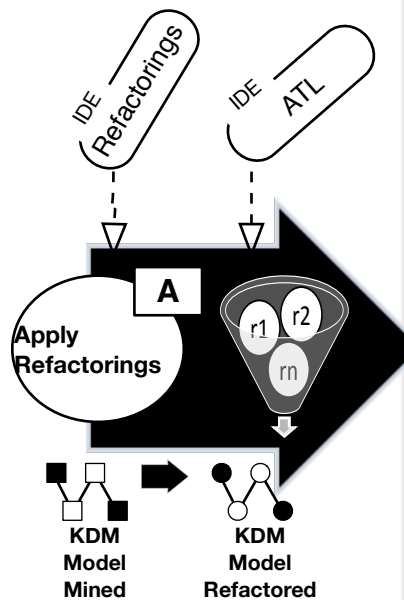 IDE
Refactorings
IDE
ATL
A
Apply
Refactorings
r1
r2
rn
KDM
Model
Mined
KDM
Model
Refactored